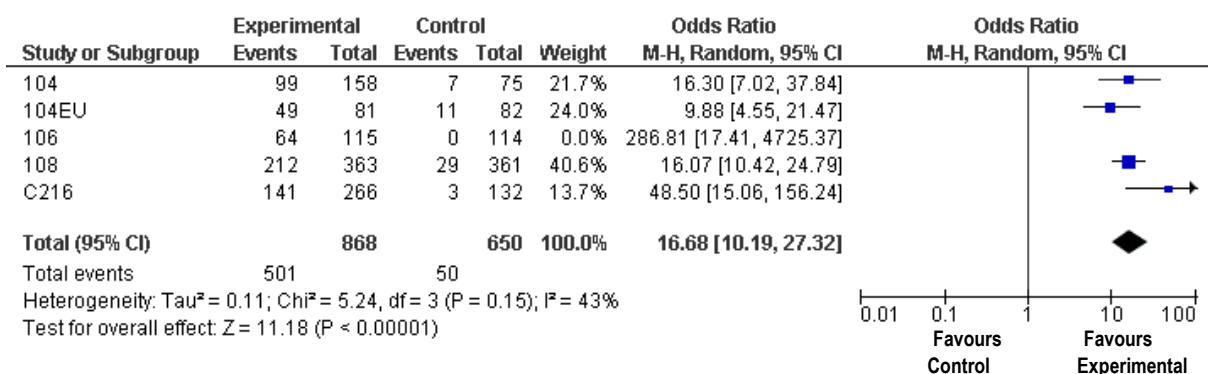 Experimental Control Odds Ratio Odds Ratio
Study or Subgroup Events Total Events Total Weight M-H, Random, 95% CI M-H, Random, 95% CI
104 99 158 7 75 21.7% 16.30 [7.02, 37.84]
104EU 49 81 11 82 24.0% 9.88 [4.55, 21.47]
106 64 115 0 114 0.0% 286.81 [17.41, 4725.37]
108 212 363 29 361 40.6% 16.07 [10.42, 24.79]
C216 141 266 3 132 13.7% 48.50 [15.06, 156.24]
Total (95% CI) 868 650 100.0% 16.68 [10.19, 27.32]
Total events 501 50
Heterogeneity: Tau² = 0.11; Chi² = 5.24, df = 3 (P = 0.15); I² = 43%
Test for overall effect: Z = 11.18 (P < 0.00001)
0.01 0.1 1 10 100
Favours Favours
Control Experimental